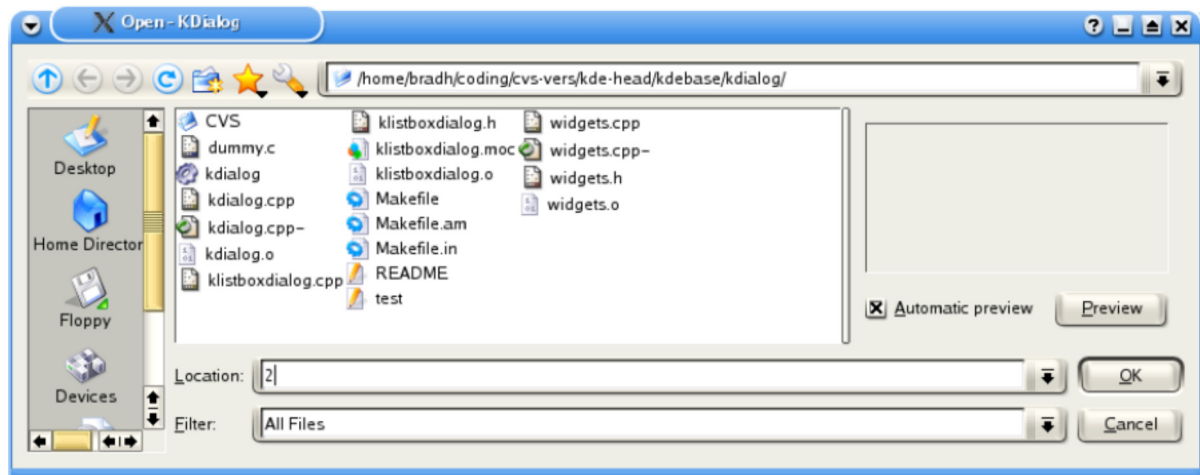 Open - KDialog
/home/bradh/coding/cvs-vers/kde-head/kdebase/kdialog/
Desktop
Home Director
Floppy
Devices
CVS
dummy.c
kdialog
kdialog.cpp
kdialog.cpp~
kdialog.o
klistboxdialog.cpp
klistboxdialog.h
klistboxdialog.moc
klistboxdialog.o
Makefile
Makefile.am
Makefile.in
README
test
widgets.cpp
widgets.cpp~
widgets.h
widgets.o
Automatic preview
Preview
Location: 2
OK
Filter: All Files
Cancel